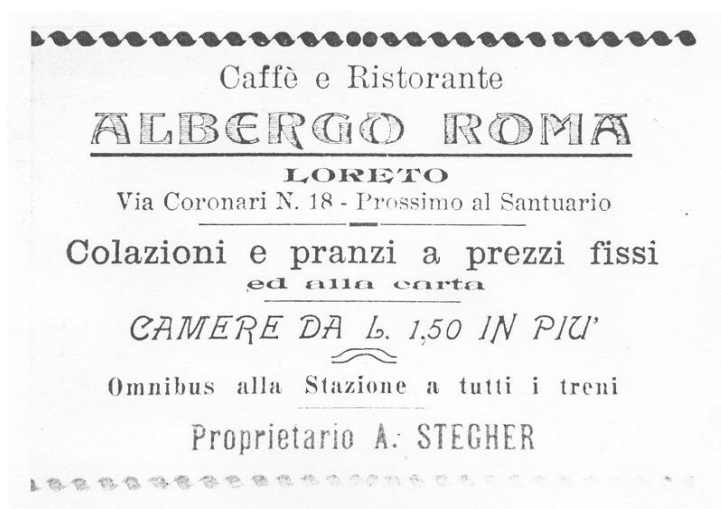 Caffè e Ristorante
ALBERGO ROMA
LORETO
Via Coronari N. 18 - Prossimo al Santuario
Colazioni e pranzi a prezzi fissi
ed alla carta
CAMERE DA L. 1,50 IN PIU'
Omnibus alla Stazione a tutti i treni
Proprietario A. STECHER